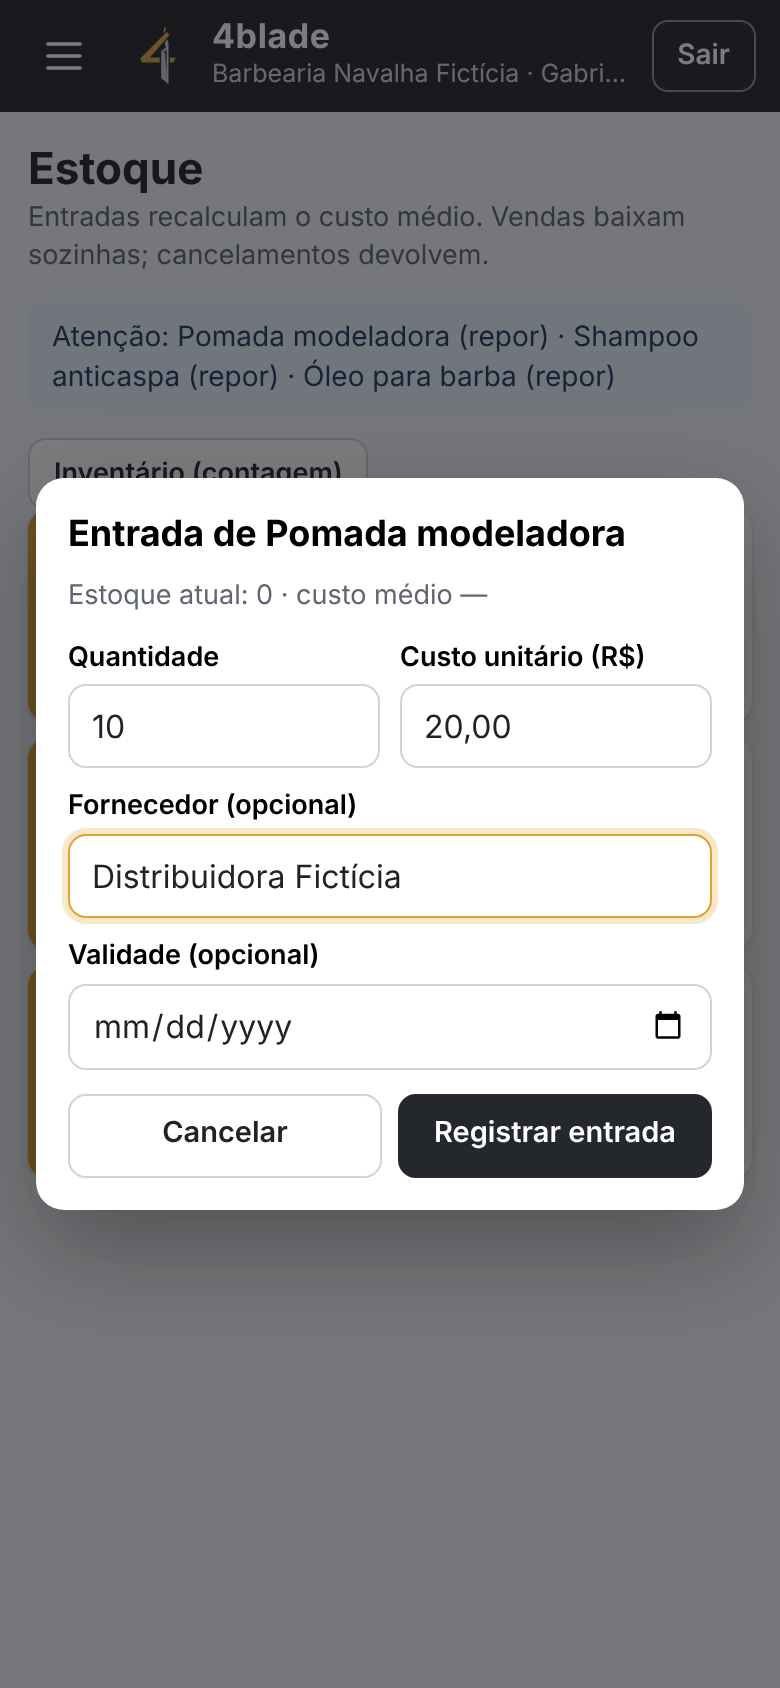 4blade
Barbearia Navalha Fictícia · Gabri...
Sair
Estoque
Entradas recalculam o custo médio. Vendas baixam
sozinhas; cancelamentos devolvem.
Atenção: Pomada modeladora (repor) · Shampoo
anticaspa (repor) · Óleo para barba (repor)
Inventário (contagem)
Entrada de Pomada modeladora
Estoque atual: 0 · custo médio —
Quantidade
Custo unitário (R$)
10
20,00
Fornecedor (opcional)
Distribuidora Fictícia
Validade (opcional)
mm/dd/yyyy
Cancelar
Registrar entrada